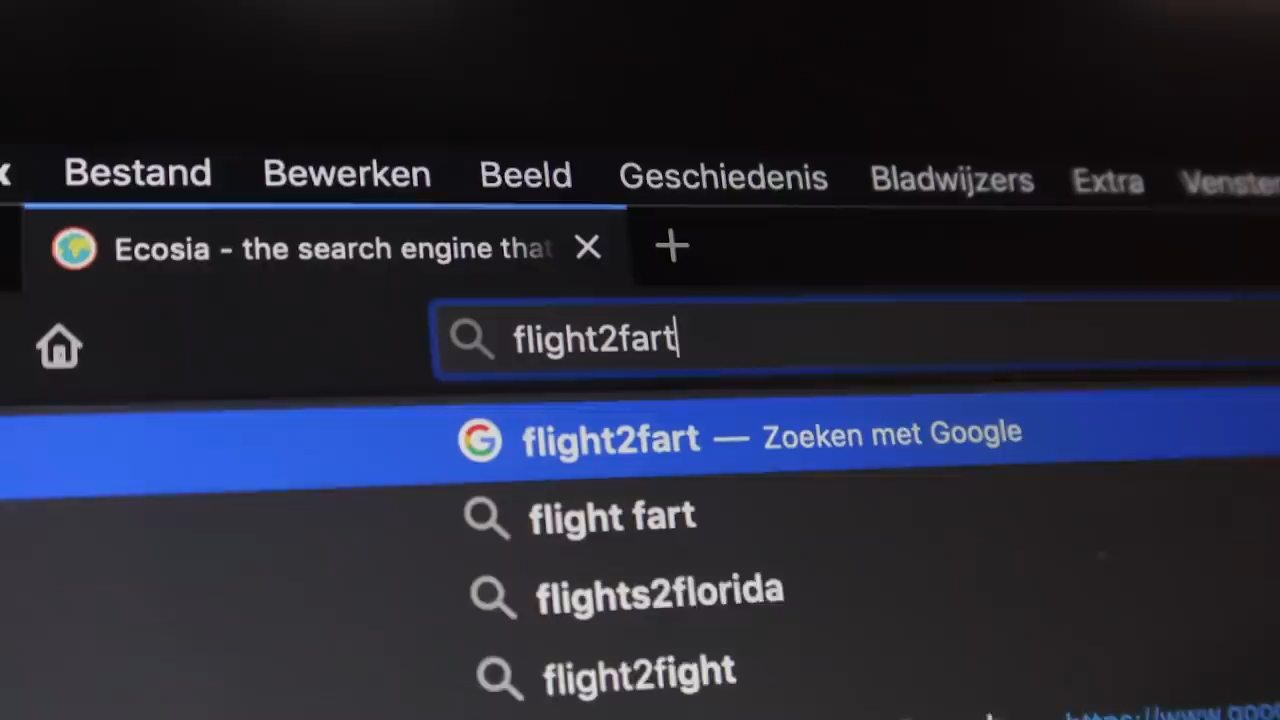 Bestand Bewerken Beeld Geschiedenis Bladwijzers Extra Venster
Ecosia - the search engine that
flight2fart
flight2fart — Zoeken met Google
flight fart
flights2florida
flight2fight